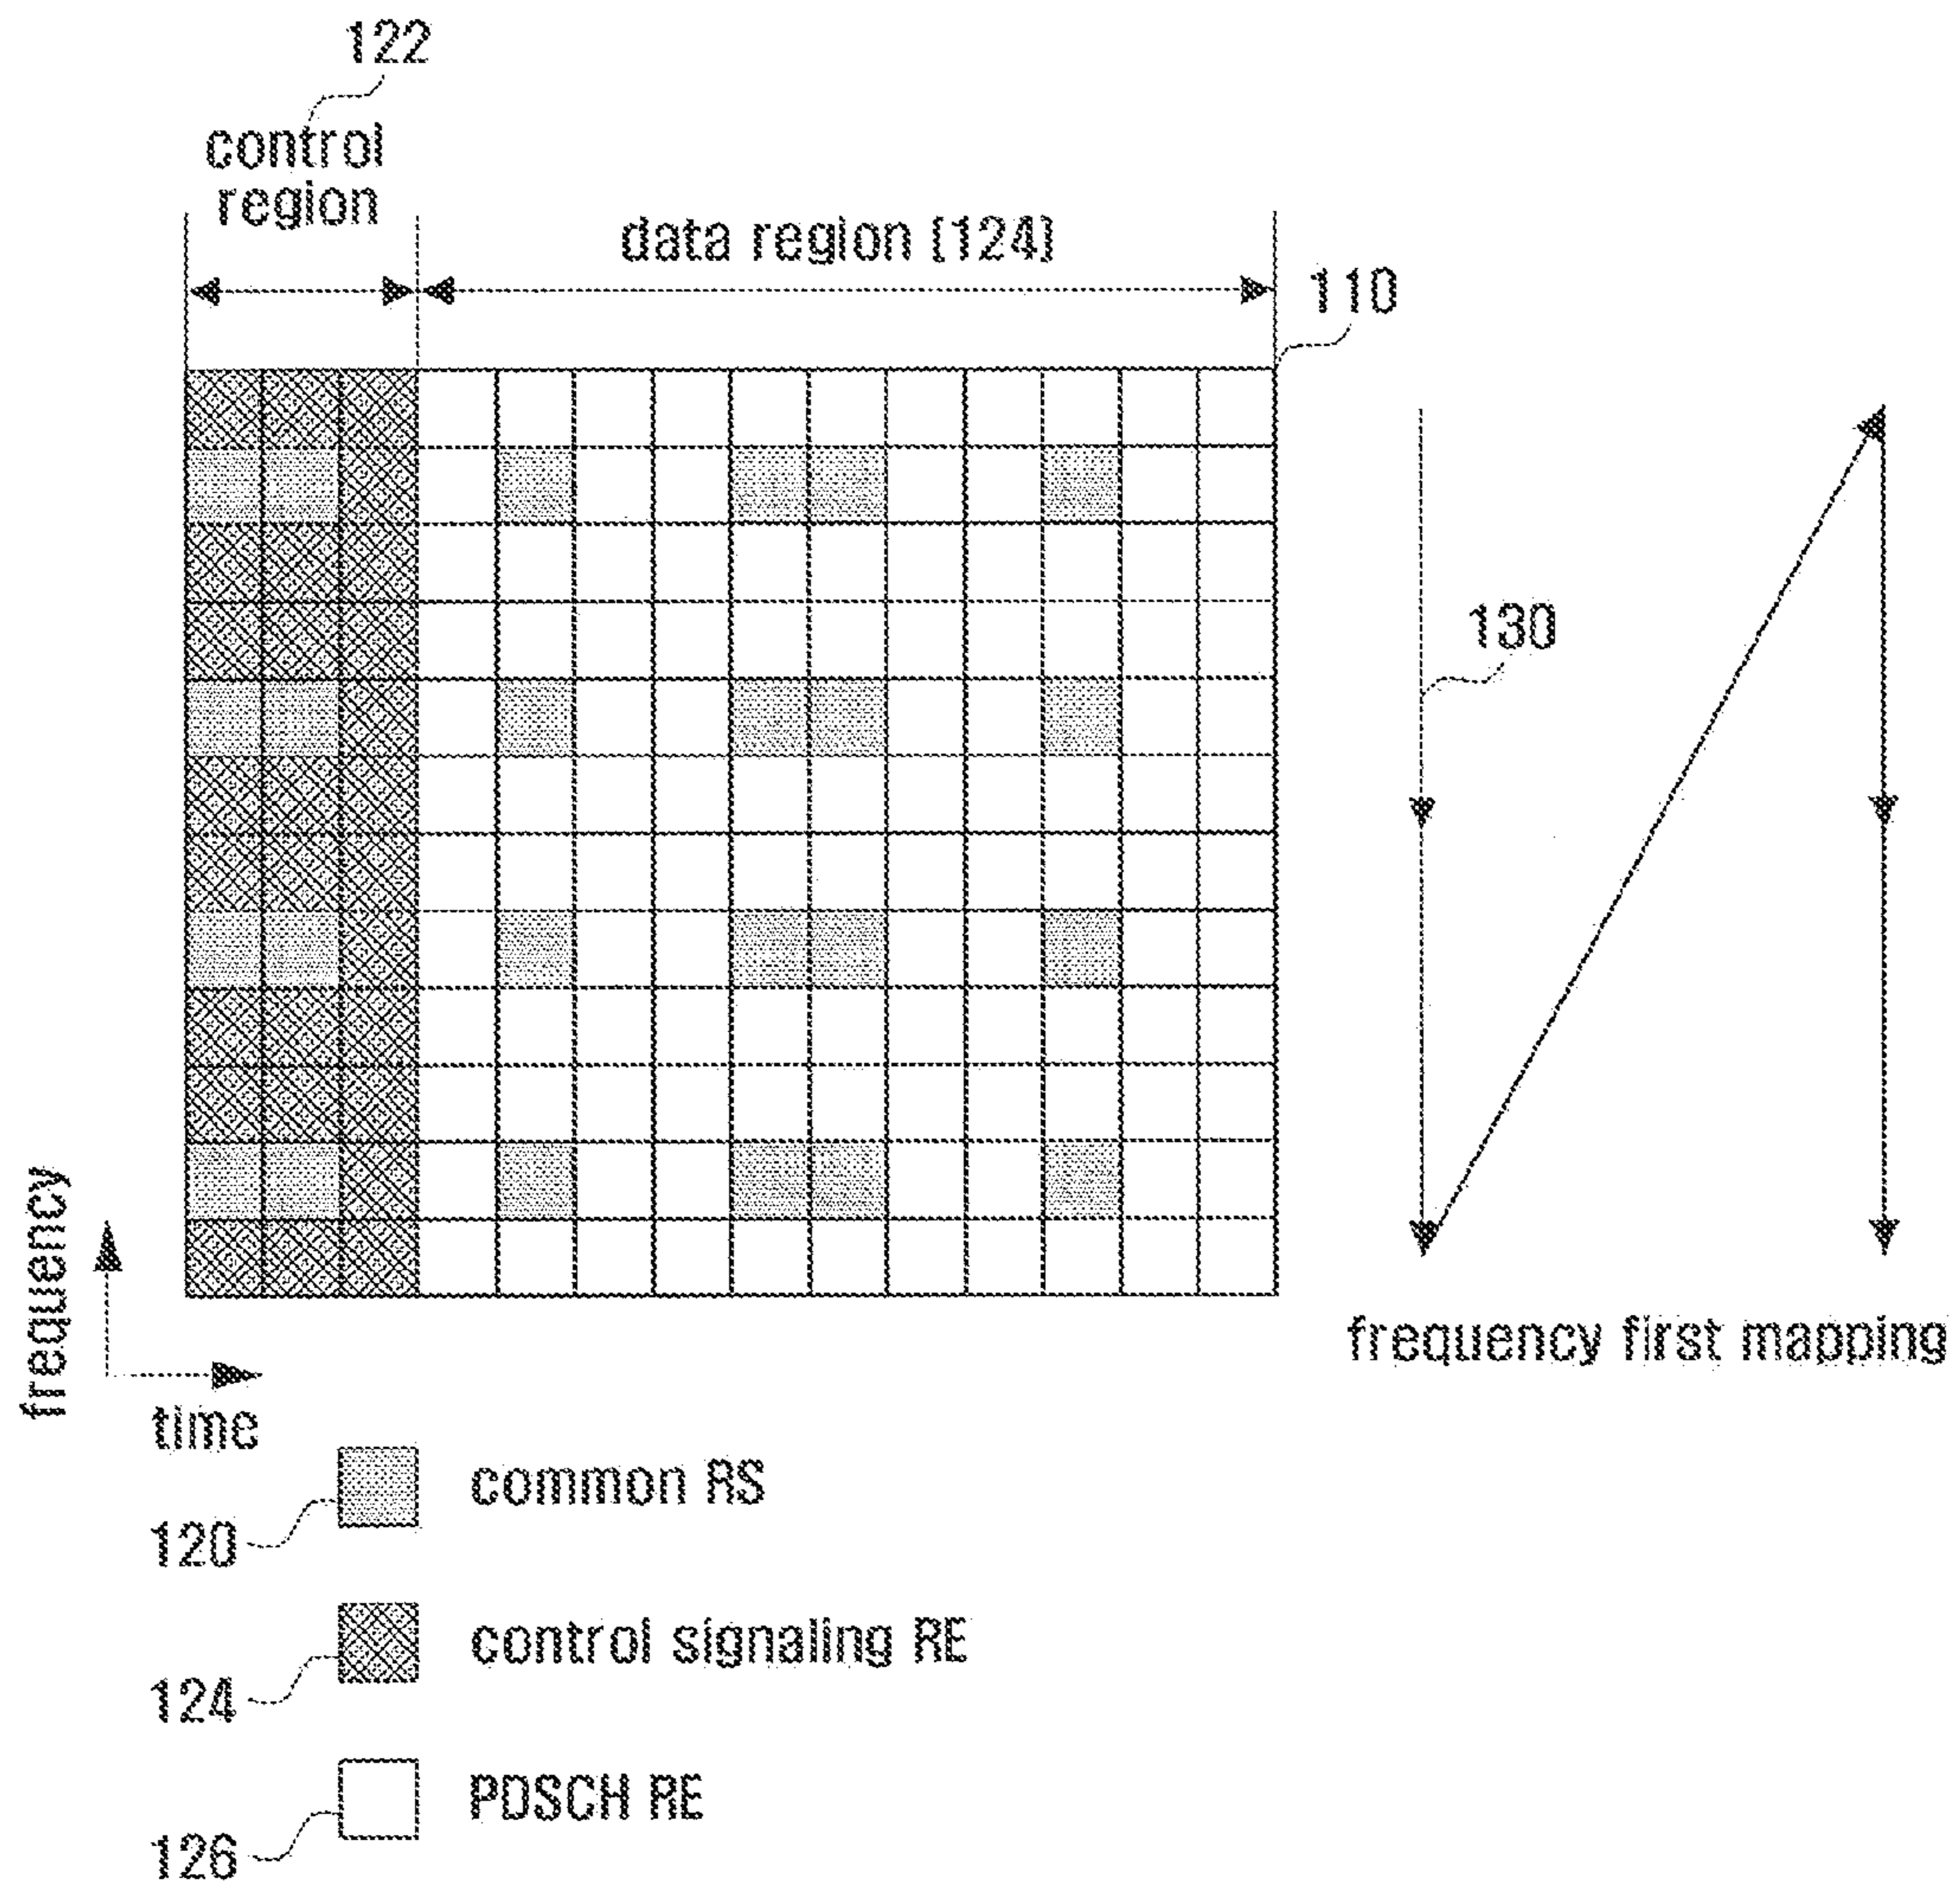 122
control
region
data region [124]
110
130
frequency
time
frequency first mapping
common RS
120
control signaling RE
124
PDSCH RE
126